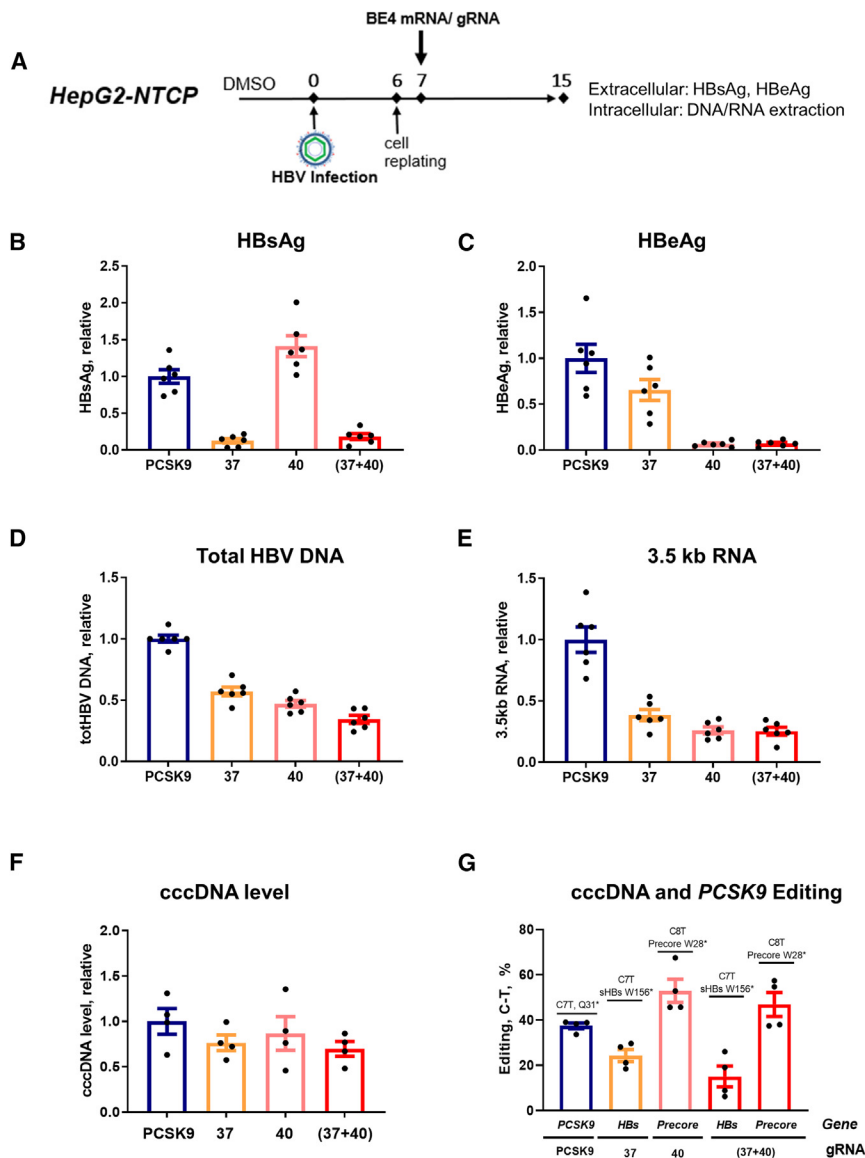 BE4 mRNA/ gRNA
A
DMSO 0 6 7 15
HepG2-NTCP
Extracellular: HBsAg, HBeAg
Intracellular: DNA/RNA extraction
cell
replating
HBV Infection
B
HBsAg
HBsAg, relative
2.5
2.0
1.5
1.0
0.5
0.0
PCSK9 37 40 (37+40)
C
HBeAg
HBeAg, relative
2.0
1.5
1.0
0.5
0.0
PCSK9 37 40 (37+40)
D
Total HBV DNA
totHBV DNA, relative
1.5
1.0
0.5
0.0
PCSK9 37 40 (37+40)
E
3.5 kb RNA
3.5kb RNA, relative
1.5
1.0
0.5
0.0
PCSK9 37 40 (37+40)
F
cccDNA level
cccDNA level, relative
2.0
1.5
1.0
0.5
0.0
PCSK9 37 40 (37+40)
G
cccDNA and PCSK9 Editing
Editing, C-T, %
80
60
40
20
0
C7T, Q31*
C7T
sHBs W156*
C8T
Precore W28*
C7T
sHBs W156*
C8T
Precore W28*
PCSK9 HBs Precore HBs Precore Gene
PCSK9 37 40 (37+40) gRNA